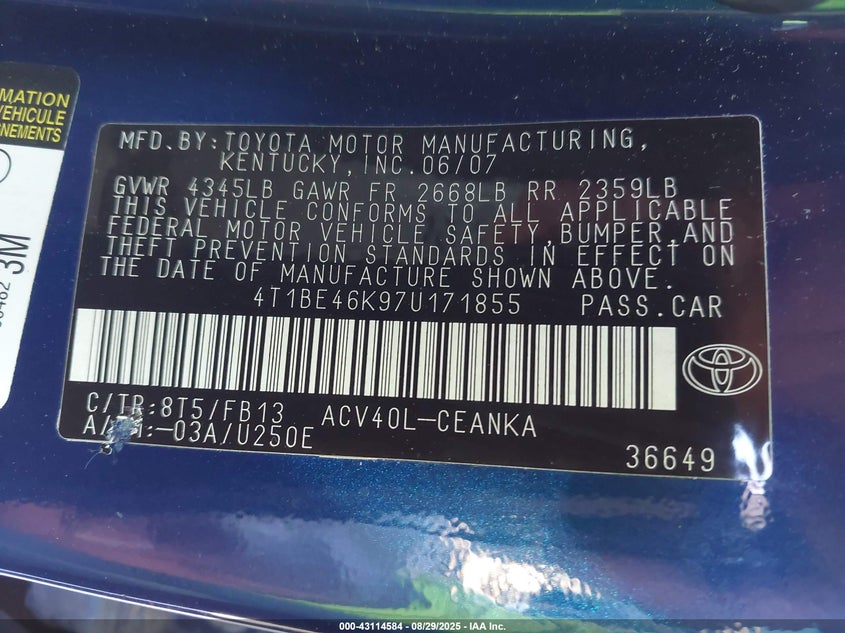 MATION
VEHICULE
NEMENTS
3M
MFD.BY:TOYOTA MOTOR MANUFACTURING,
KENTUCKY,INC.06/07
GVWR 4345LB GAWR FR 2668LB RR 2359LB
THIS VEHICLE CONFORMS TO ALL APPLICABLE
FEDERAL MOTOR VEHICLE SAFETY,BUMPER,AND
THEFT PREVENTION STANDARDS IN EFFECT ON
THE DATE OF MANUFACTURE SHOWN ABOVE.
4T1BE46K97U171855 PASS.CAR
C/TR:8T5/FB13 ACV40L-CEANKA
A/TM:-03A/U250E
36649
000-43114584 - 08/29/2025 - IAA Inc.